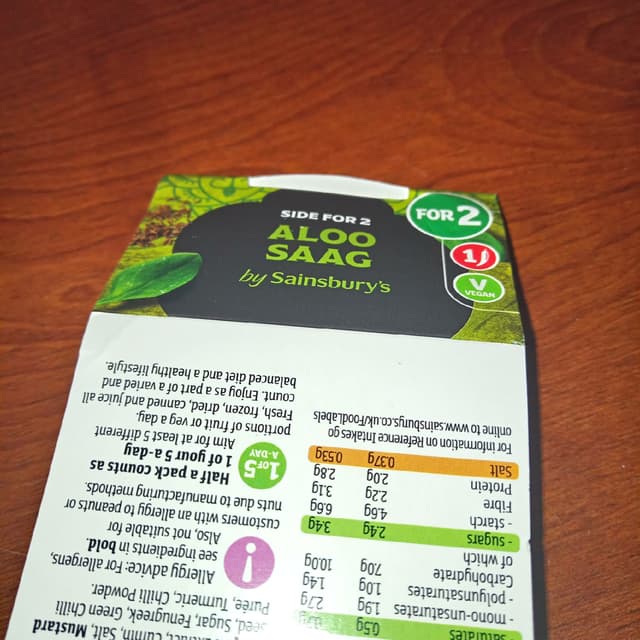 SIDE FOR 2
ALOO
SAAG
by Sainsbury's
FOR 2
1
V
VEGAN
Mustard
Cumin, Salt,
Seed, Sugar, Fenugreek, Green Chilli
Purée, Turmeric, Chilli Powder.
Allergy advice: For allergens,
see ingredients in bold.
Also, not suitable for
customers with an allergy to peanuts or
nuts due to manufacturing methods.
1 OF 5
A-DAY
Half a pack counts as
1 of your 5 a-day
Aim for at least 5 different
portions of fruit or veg a day.
Fresh, frozen, dried, canned and juice all
count. Enjoy as a part of a varied and
balanced diet and a healthy lifestyle.
saturates 0.5g
- mono-unsaturates 1.9g 2.7g
- polyunsaturates 1.0g 1.4g
Carbohydrate 7.0g 10.0g
of which
- sugars 2.4g 3.4g
- starch 4.6g 6.6g
Fibre 2.2g 3.1g
Protein 2.0g 2.8g
Salt 0.37g 0.53g
For information on Reference Intakes go
online to www.sainsburys.co.uk/FoodLabels